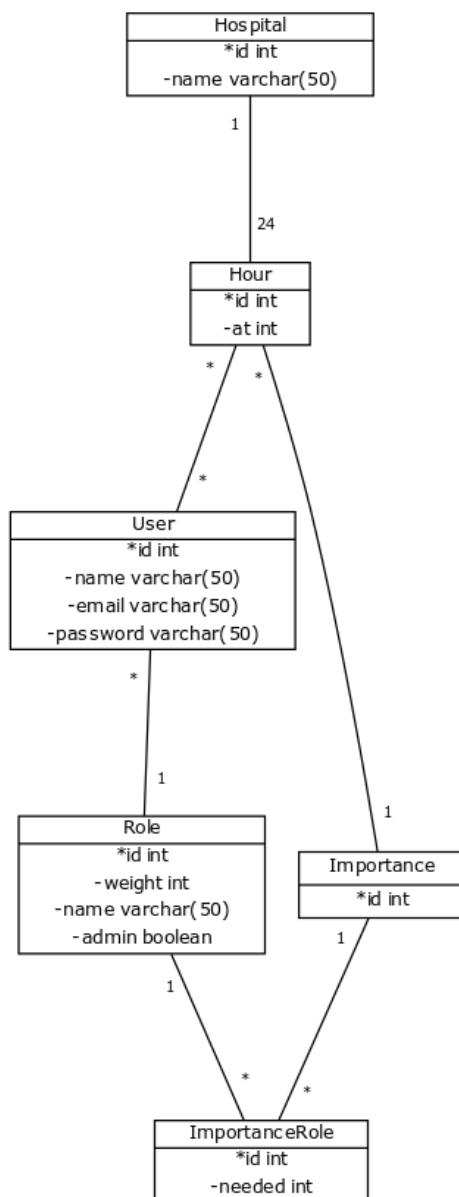 Hospital
*id int
-name varchar(50)
1
24
Hour
*id int
-at int
*
*
*
User
*id int
-name varchar(50)
-email varchar(50)
-password varchar(50)
*
1
1
Role
*id int
-weight int
-name varchar(50)
-admin boolean
Importance
*id int
1
1
*
*
ImportanceRole
*id int
-needed int